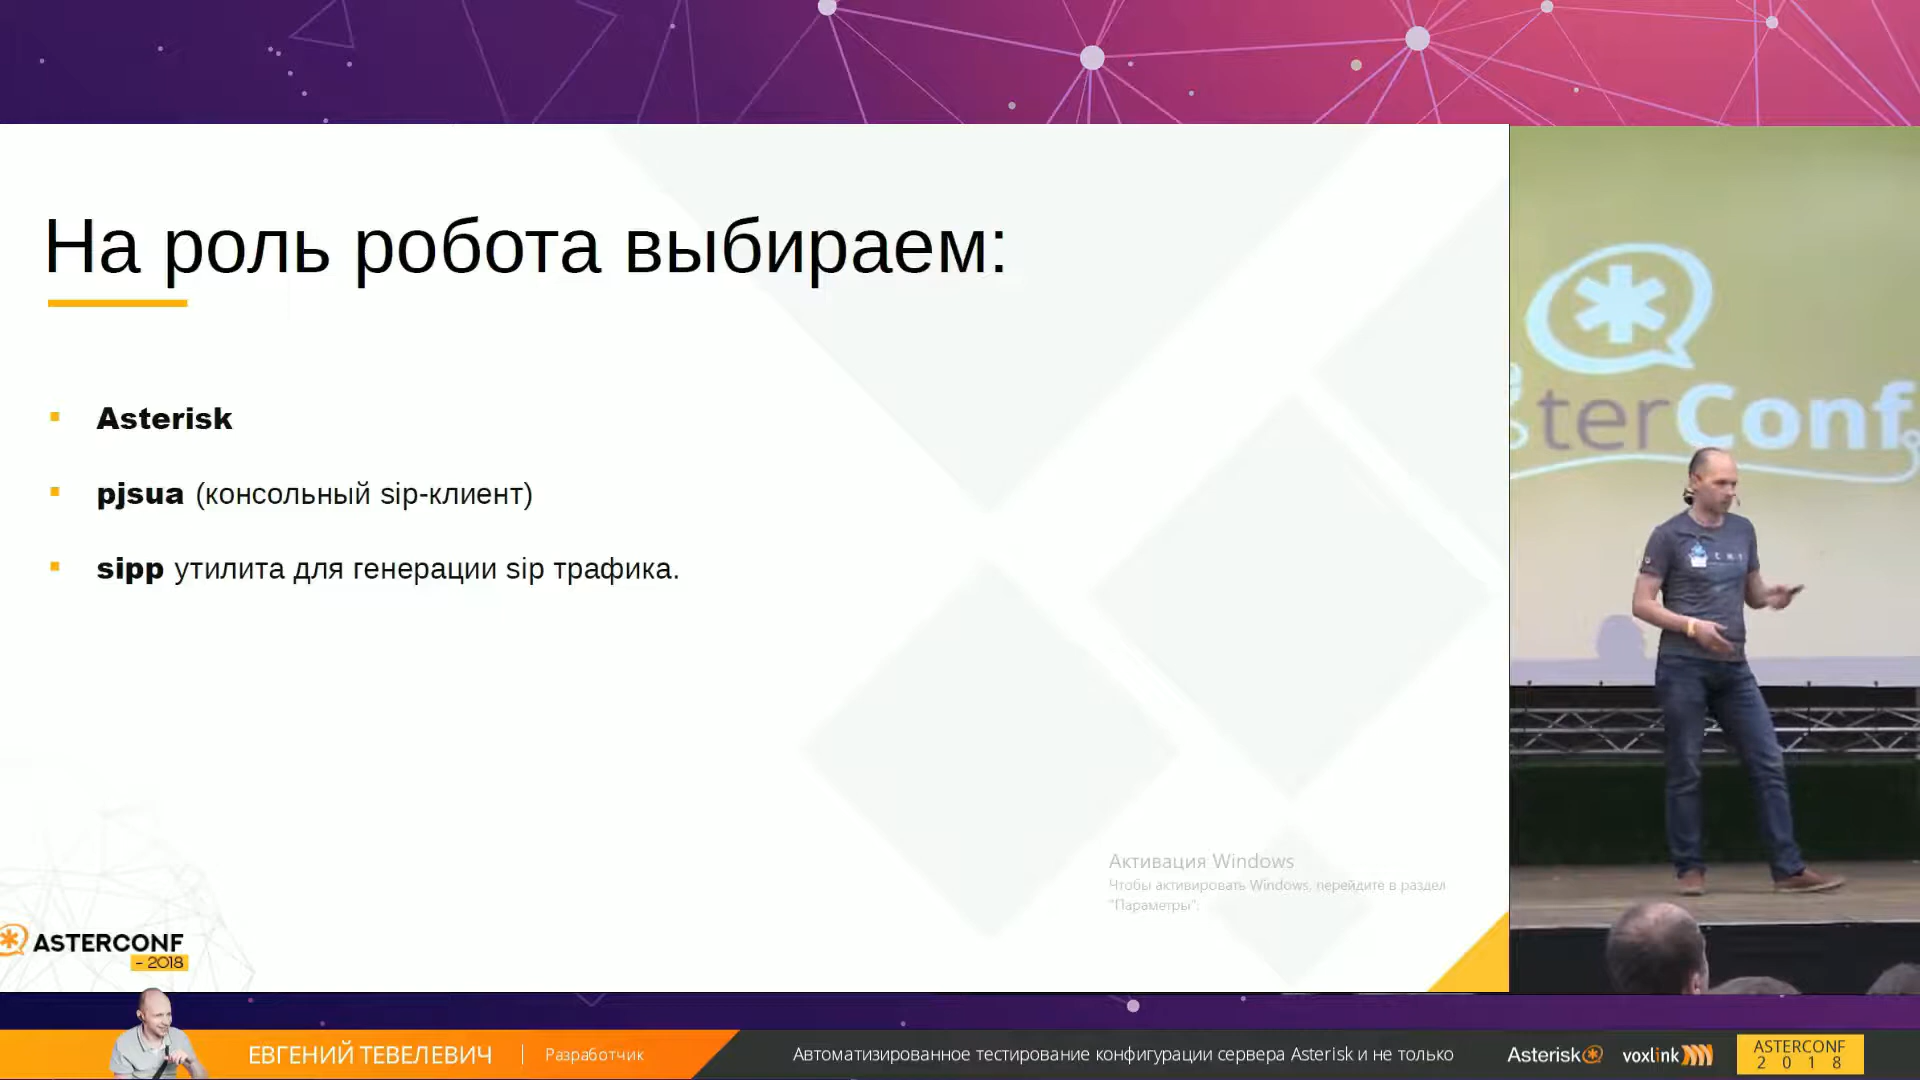 На роль робота выбираем:
Asterisk
pjsua (консольный sip-клиент)
sipp утилита для генерации sip трафика.
Активация Windows
Чтобы активировать Windows, перейдите в раздел
"Параметры".
ASTERCONF
- 2018
terConf
ЕВГЕНИЙ ТЕВЕЛЕВИЧ
Разработчик
Автоматизированное тестирование конфигурации сервера Asterisk и не только
Asterisk
voxlink
ASTERCONF
2 0 1 8